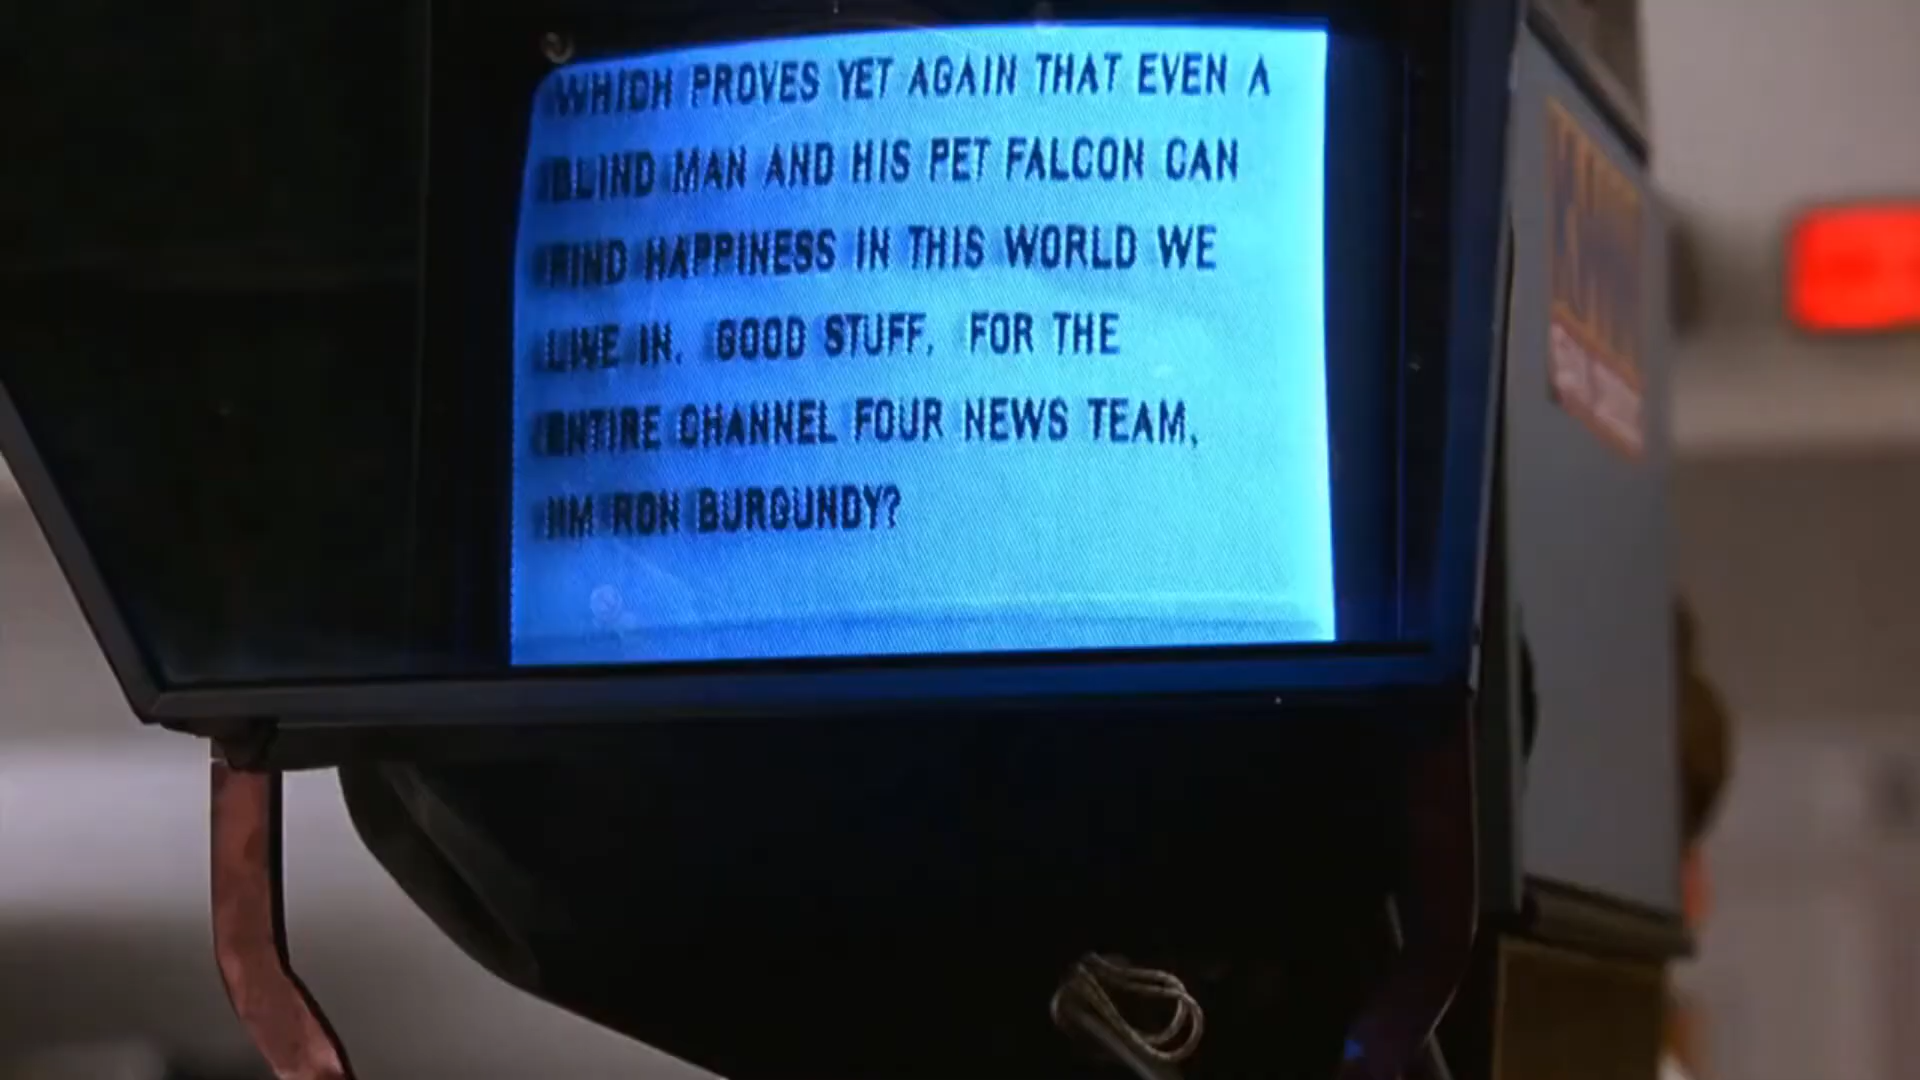 WHICH PROVES YET AGAIN THAT EVEN A
BLIND MAN AND HIS PET FALCON CAN
FIND HAPPINESS IN THIS WORLD WE
LIVE IN. GOOD STUFF. FOR THE
ENTIRE CHANNEL FOUR NEWS TEAM,
I'M RON BURGUNDY?